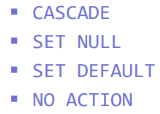 ▪ CASCADE
▪ SET NULL
▪ SET DEFAULT
▪ NO ACTION